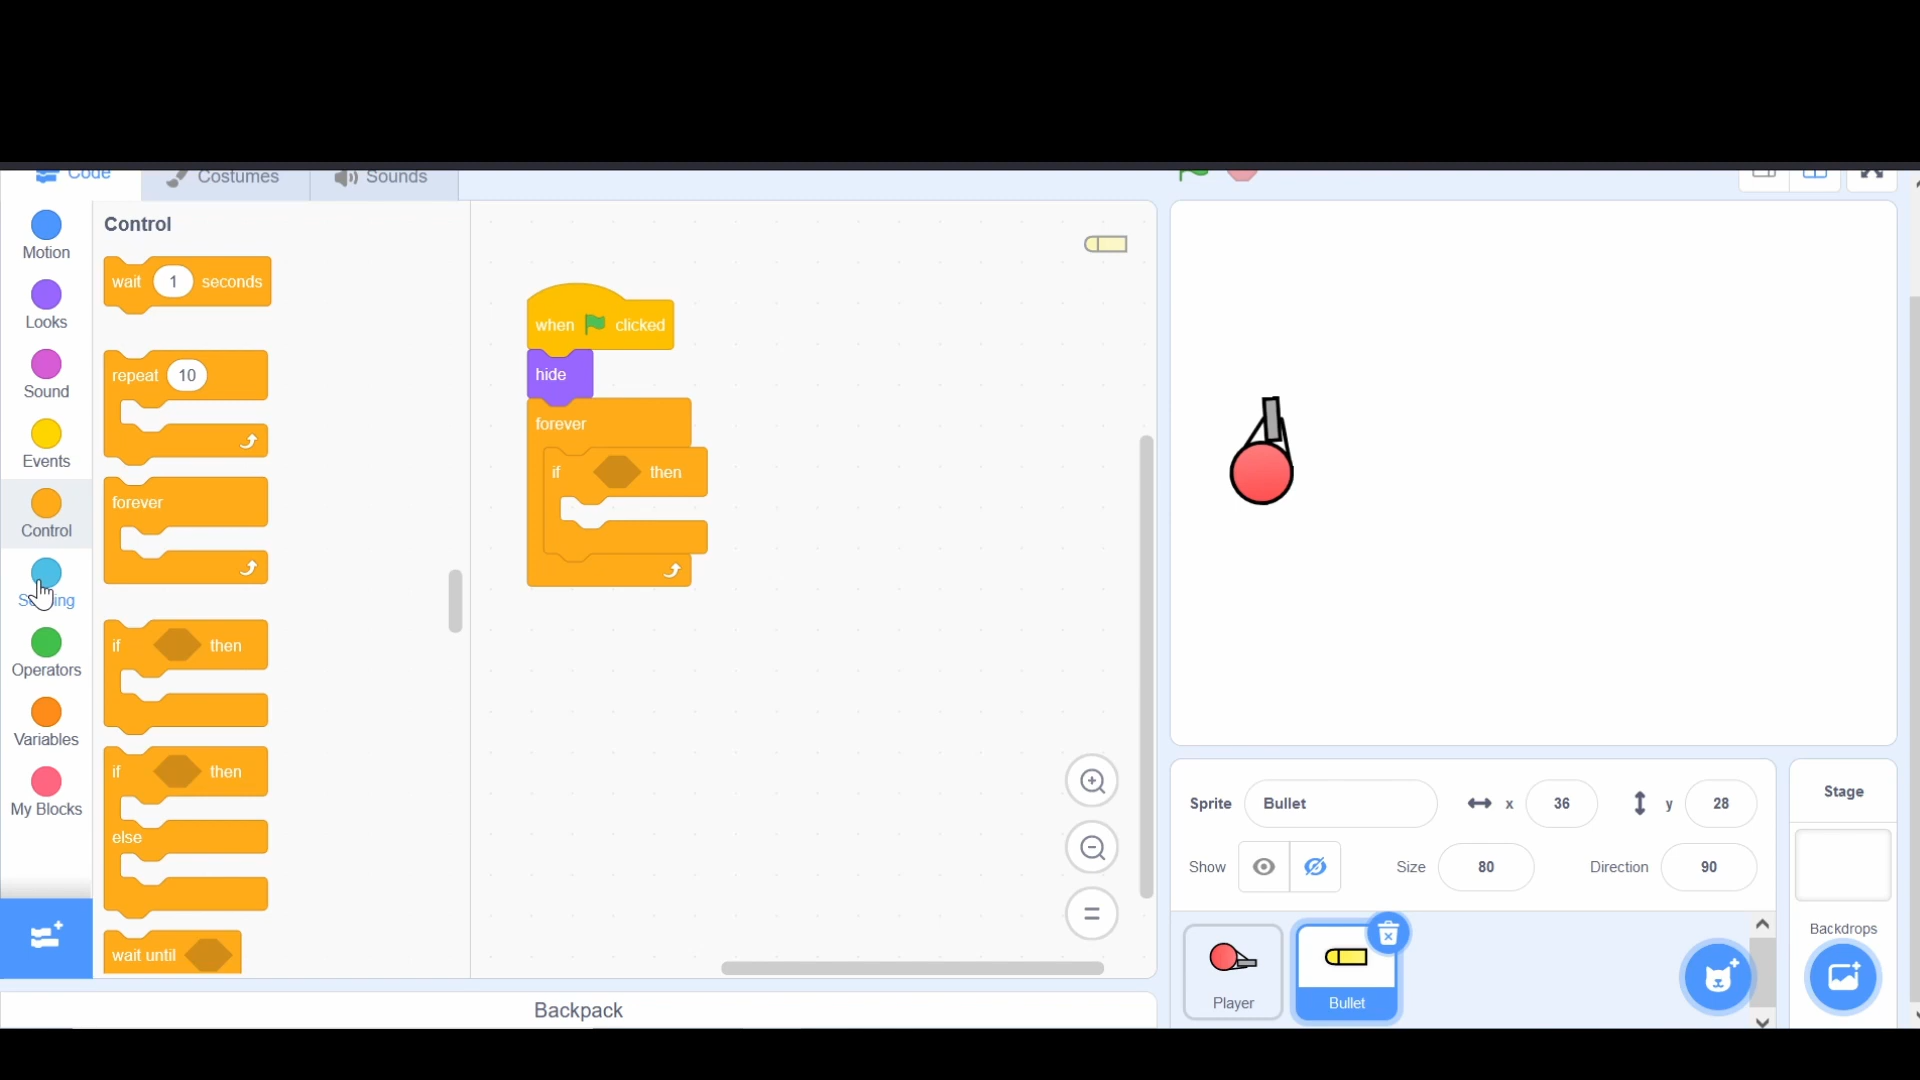 Code Costumes Sounds
Motion
Looks
Sound
Events
Control
Operators
Variables
My Blocks
Control
wait 1 seconds
repeat 10
forever
if then
if then
else
wait until
when clicked
hide
forever
if then
Backpack
Sprite Bullet x 36 y 28
Show Size 80 Direction 90
Player
Bullet
Stage
Backdrops